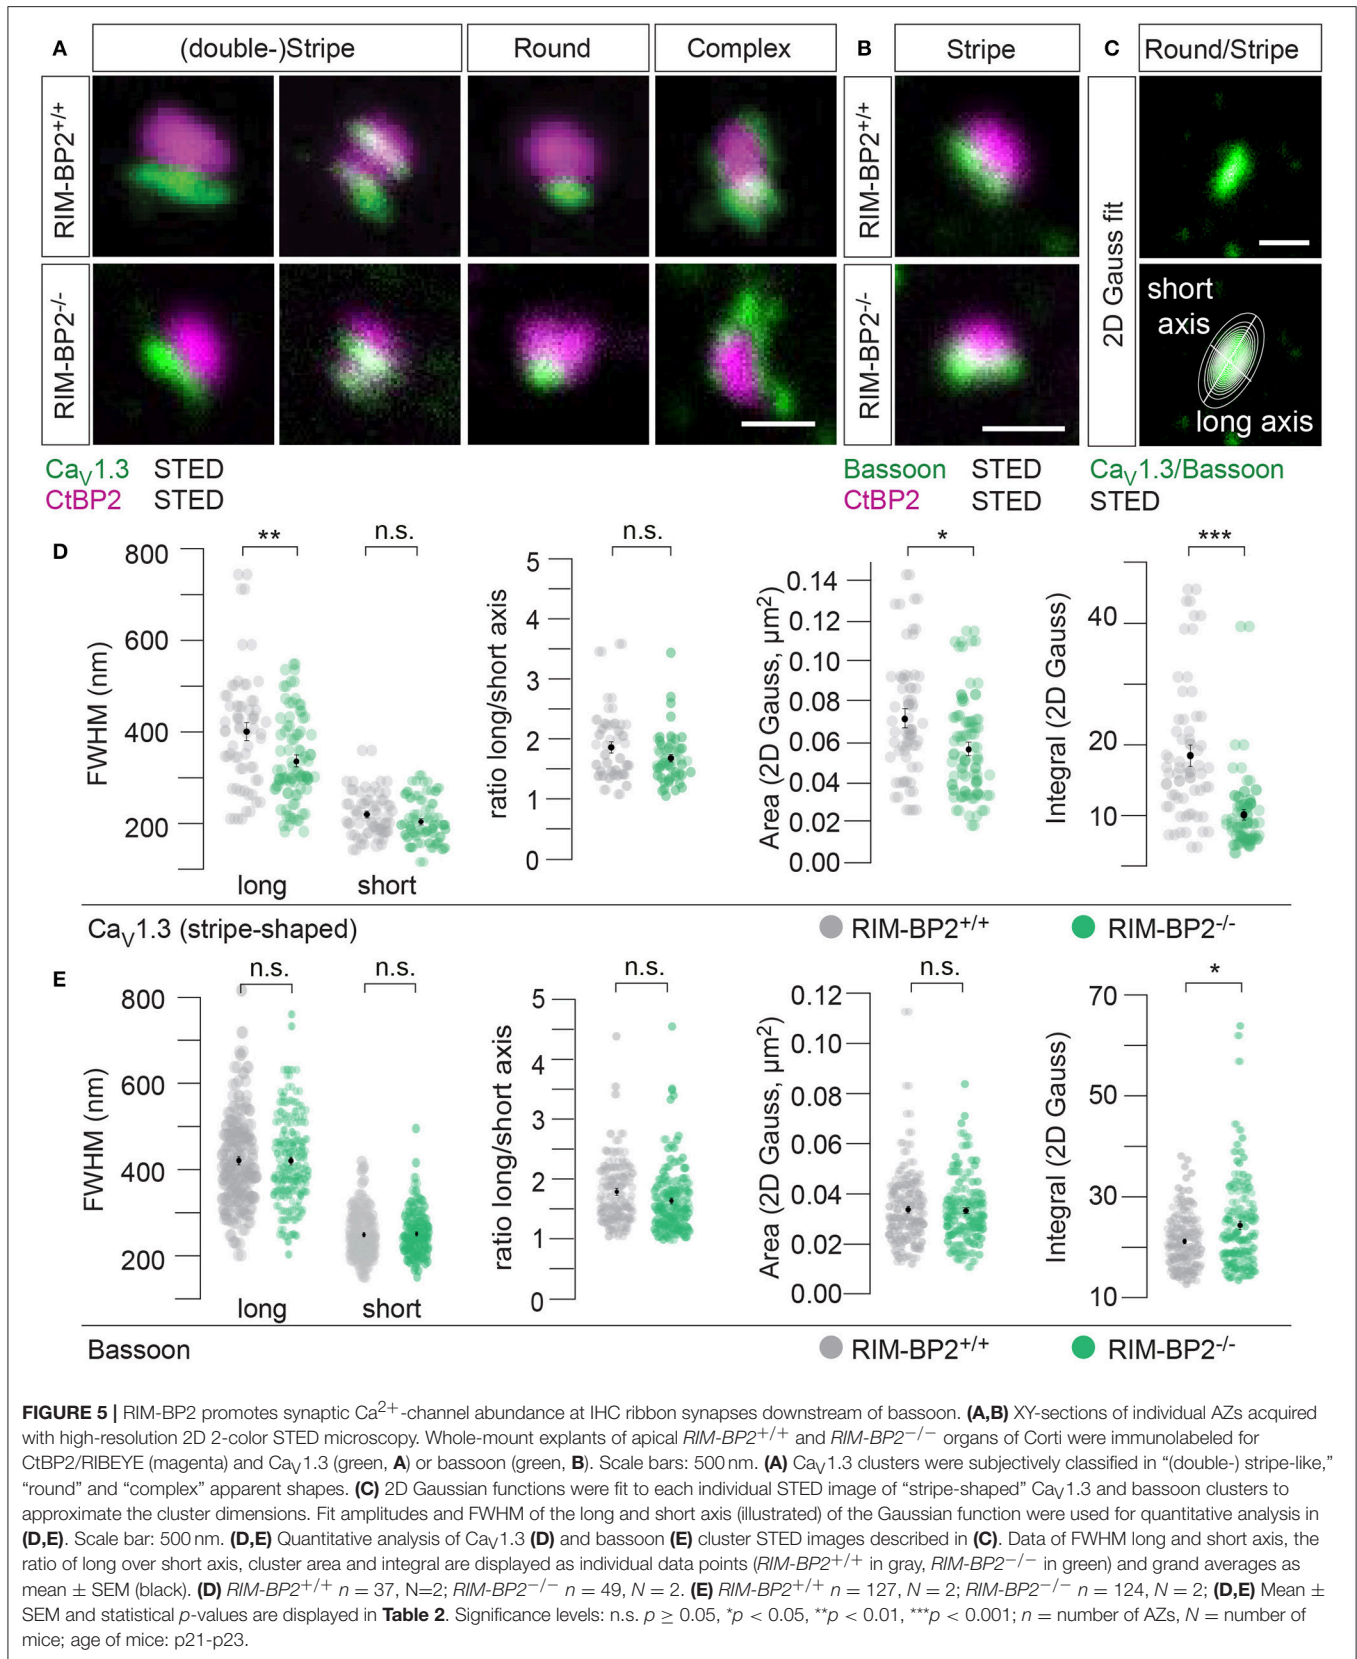 A (double-)Stripe Round Complex B Stripe C Round/Stripe
RIM-BP2+/+
RIM-BP2-/-
RIM-BP2+/+
RIM-BP2-/-
2D Gauss fit
short
axis
long axis
CaV1.3 STED
CtBP2 STED
Bassoon STED
CtBP2 STED
CaV1.3/Bassoon
STED
D
FWHM (nm)
800
600
400
200
** n.s.
long short
ratio long/short axis
5
4
3
2
1
0
n.s.
Area (2D Gauss, µm²)
0.14
0.12
0.10
0.08
0.06
0.04
0.02
0.00
*
Integral (2D Gauss)
40
20
10
***
CaV1.3 (stripe-shaped) RIM-BP2+/+ RIM-BP2-/-
E
FWHM (nm)
800
600
400
200
n.s. n.s.
long short
ratio long/short axis
5
4
3
2
1
0
n.s.
Area (2D Gauss, µm²)
0.12
0.10
0.08
0.06
0.04
0.02
0.00
n.s.
Integral (2D Gauss)
70
50
30
10
*
Bassoon RIM-BP2+/+ RIM-BP2-/-
FIGURE 5 | RIM-BP2 promotes synaptic Ca2+-channel abundance at IHC ribbon synapses downstream of bassoon. (A,B) XY-sections of individual AZs acquired
with high-resolution 2D 2-color STED microscopy. Whole-mount explants of apical RIM-BP2+/+ and RIM-BP2−/− organs of Corti were immunolabeled for
CtBP2/RIBEYE (magenta) and CaV1.3 (green, A) or bassoon (green, B). Scale bars: 500 nm. (A) CaV1.3 clusters were subjectively classified in “(double-) stripe-like,”
“round” and “complex” apparent shapes. (C) 2D Gaussian functions were fit to each individual STED image of “stripe-shaped” CaV1.3 and bassoon clusters to
approximate the cluster dimensions. Fit amplitudes and FWHM of the long and short axis (illustrated) of the Gaussian function were used for quantitative analysis in
(D,E). Scale bar: 500 nm. (D,E) Quantitative analysis of CaV1.3 (D) and bassoon (E) cluster STED images described in (C). Data of FWHM long and short axis, the
ratio of long over short axis, cluster area and integral are displayed as individual data points (RIM-BP2+/+ in gray, RIM-BP2−/− in green) and grand averages as
mean ± SEM (black). (D) RIM-BP2+/+ n = 37, N=2; RIM-BP2−/− n = 49, N = 2. (E) RIM-BP2+/+ n = 127, N = 2; RIM-BP2−/− n = 124, N = 2; (D,E) Mean ±
SEM and statistical p-values are displayed in Table 2. Significance levels: n.s. p ≥ 0.05, *p < 0.05, **p < 0.01, ***p < 0.001; n = number of AZs, N = number of
mice; age of mice: p21-p23.